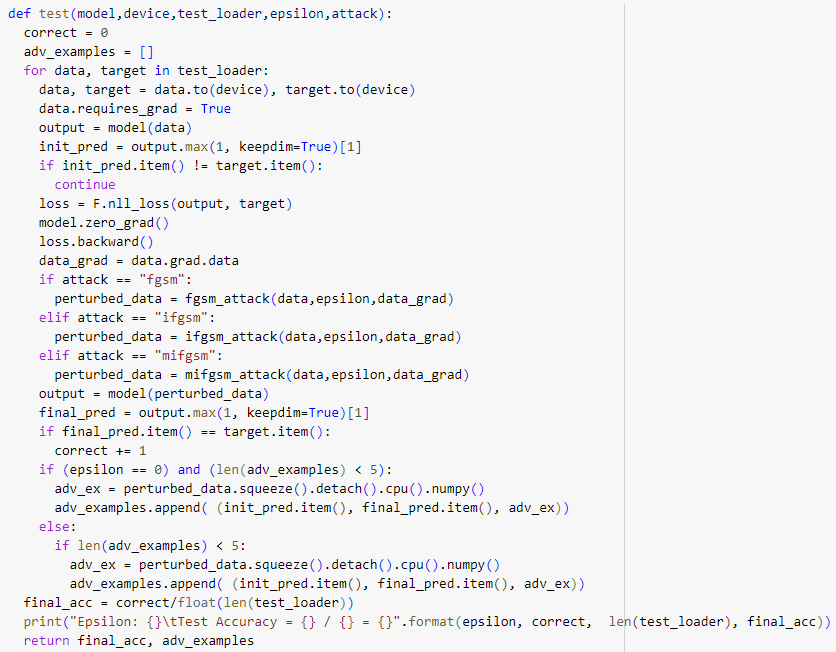 def test(model,device,test_loader,epsilon,attack):
  correct = 0
  adv_examples = []
  for data, target in test_loader:
    data, target = data.to(device), target.to(device)
    data.requires_grad = True
    output = model(data)
    init_pred = output.max(1, keepdim=True)[1]
    if init_pred.item() != target.item():
      continue
    loss = F.nll_loss(output, target)
    model.zero_grad()
    loss.backward()
    data_grad = data.grad.data
    if attack == "fgsm":
      perturbed_data = fgsm_attack(data,epsilon,data_grad)
    elif attack == "ifgsm":
      perturbed_data = ifgsm_attack(data,epsilon,data_grad)
    elif attack == "mifgsm":
      perturbed_data = mifgsm_attack(data,epsilon,data_grad)
    output = model(perturbed_data)
    final_pred = output.max(1, keepdim=True)[1]
    if final_pred.item() == target.item():
      correct += 1
    if (epsilon == 0) and (len(adv_examples) < 5):
      adv_ex = perturbed_data.squeeze().detach().cpu().numpy()
      adv_examples.append( (init_pred.item(), final_pred.item(), adv_ex))
    else:
      if len(adv_examples) < 5:
        adv_ex = perturbed_data.squeeze().detach().cpu().numpy()
        adv_examples.append( (init_pred.item(), final_pred.item(), adv_ex))
  final_acc = correct/float(len(test_loader))
  print("Epsilon: {}\tTest Accuracy = {} / {} = {}".format(epsilon, correct,  len(test_loader), final_acc))
  return final_acc, adv_examples